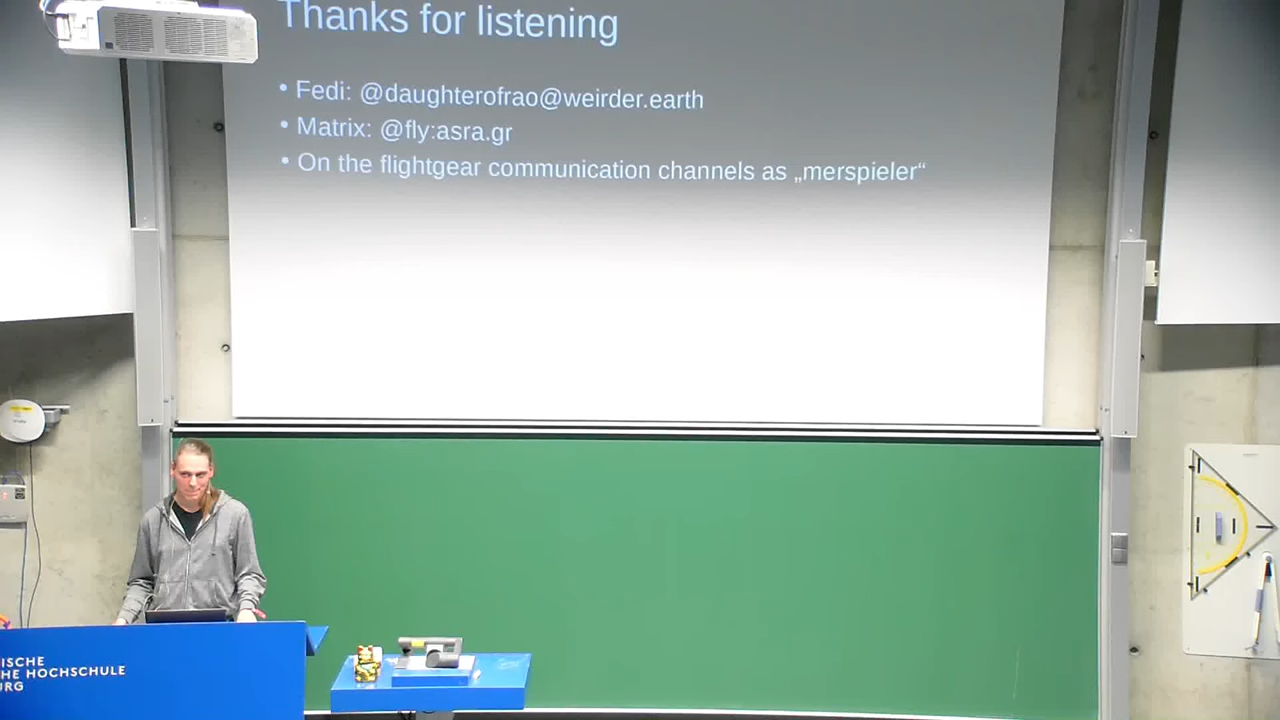 Thanks for listening
• Fedi: @daughterofrao@weirder.earth
• Matrix: @fly:asra.gr
• On the flightgear communication channels as „merspieler“
ISCHE
HE HOCHSCHULE
URG